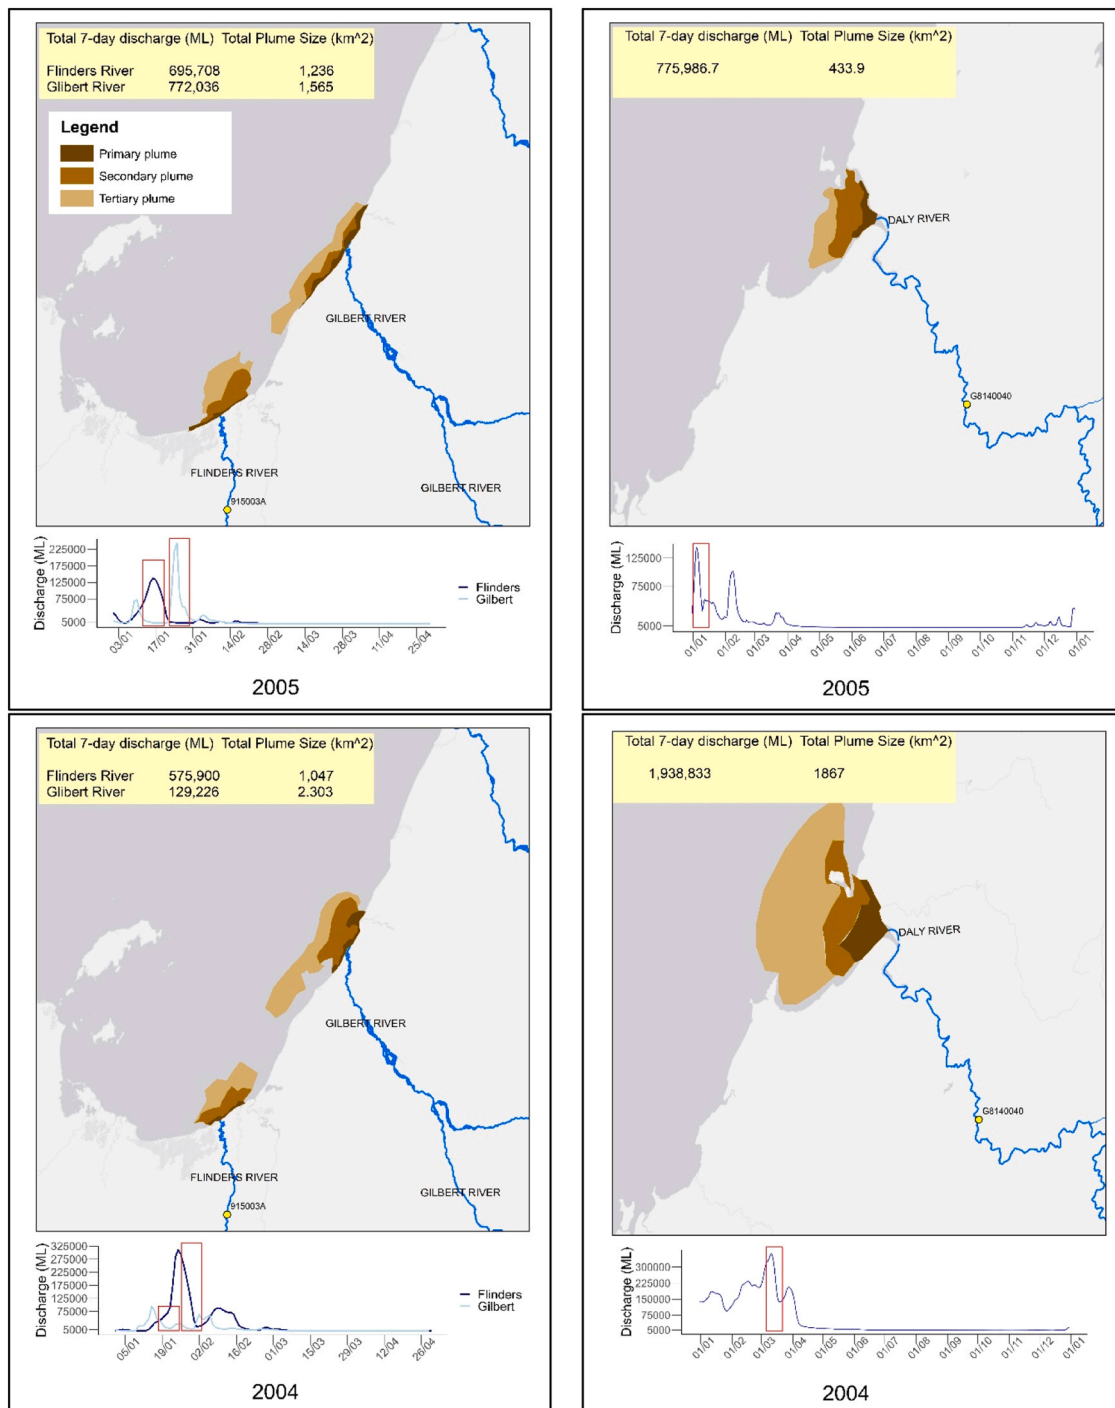 Total 7-day discharge (ML) Total Plume Size (km^2)
Flinders River 695,708 1,236
Glibert River 772,036 1,565
Legend
Primary plume
Secondary plume
Tertiary plume
GILBERT RIVER
FLINDERS RIVER
GILBERT RIVER
915003A
Discharge (ML)
225000
175000
125000
75000
5000
03/01 17/01 31/01 14/02 28/02 14/03 28/03 11/04 25/04
Flinders
Gilbert
2005
Total 7-day discharge (ML) Total Plume Size (km^2)
775,986.7 433.9
DALY RIVER
G8140040
Discharge (ML)
125000
75000
5000
01/01 01/02 01/03 01/04 01/05 01/06 01/07 01/08 01/09 01/10 01/11 01/12 01/01
2005
Total 7-day discharge (ML) Total Plume Size (km^2)
Flinders River 575,900 1,047
Glibert River 129,226 2.303
GILBERT RIVER
FLINDERS RIVER
GILBERT RIVER
915003A
Discharge (ML)
325000
275000
225000
175000
125000
75000
5000
05/01 19/01 02/02 16/02 01/03 15/03 29/03 12/04 26/04
Flinders
Gilbert
2004
Total 7-day discharge (ML) Total Plume Size (km^2)
1,938,833 1867
DALY RIVER
G8140040
Discharge (ML)
300000
225000
150000
75000
5000
01/01 01/02 01/03 01/04 01/05 01/06 01/07 01/08 01/09 01/10 01/11 01/12 01/01
2004